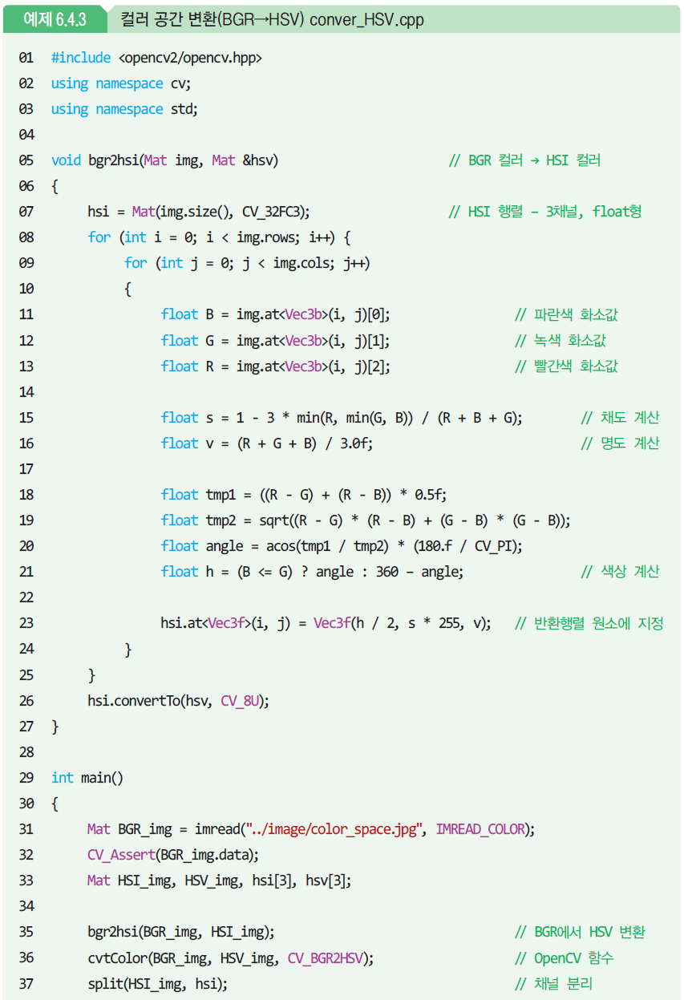 예제 6.4.3 컬러 공간 변환(BGR→HSV) conver_HSV.cpp
01 #include <opencv2/opencv.hpp>
02 using namespace cv;
03 using namespace std;
04
05 void bgr2hsi(Mat img, Mat &hsv) // BGR 컬러 → HSI 컬러
06 {
07 hsi = Mat(img.size(), CV_32FC3); // HSI 행렬 – 3채널, float형
08 for (int i = 0; i < img.rows; i++) {
09 for (int j = 0; j < img.cols; j++)
10 {
11 float B = img.at<Vec3b>(i, j)[0]; // 파란색 화소값
12 float G = img.at<Vec3b>(i, j)[1]; // 녹색 화소값
13 float R = img.at<Vec3b>(i, j)[2]; // 빨간색 화소값
14
15 float s = 1 - 3 * min(R, min(G, B)) / (R + B + G); // 채도 계산
16 float v = (R + G + B) / 3.0f; // 명도 계산
17
18 float tmp1 = ((R - G) + (R - B)) * 0.5f;
19 float tmp2 = sqrt((R - G) * (R - B) + (G - B) * (G - B));
20 float angle = acos(tmp1 / tmp2) * (180.f / CV_PI);
21 float h = (B <= G) ? angle : 360 – angle; // 색상 계산
22
23 hsi.at<Vec3f>(i, j) = Vec3f(h / 2, s * 255, v); // 반환행렬 원소에 지정
24 }
25 }
26 hsi.convertTo(hsv, CV_8U);
27 }
28
29 int main()
30 {
31 Mat BGR_img = imread("../image/color_space.jpg", IMREAD_COLOR);
32 CV_Assert(BGR_img.data);
33 Mat HSI_img, HSV_img, hsi[3], hsv[3];
34
35 bgr2hsi(BGR_img, HSI_img); // BGR에서 HSV 변환
36 cvtColor(BGR_img, HSV_img, CV_BGR2HSV); // OpenCV 함수
37 split(HSI_img, hsi); // 채널 분리